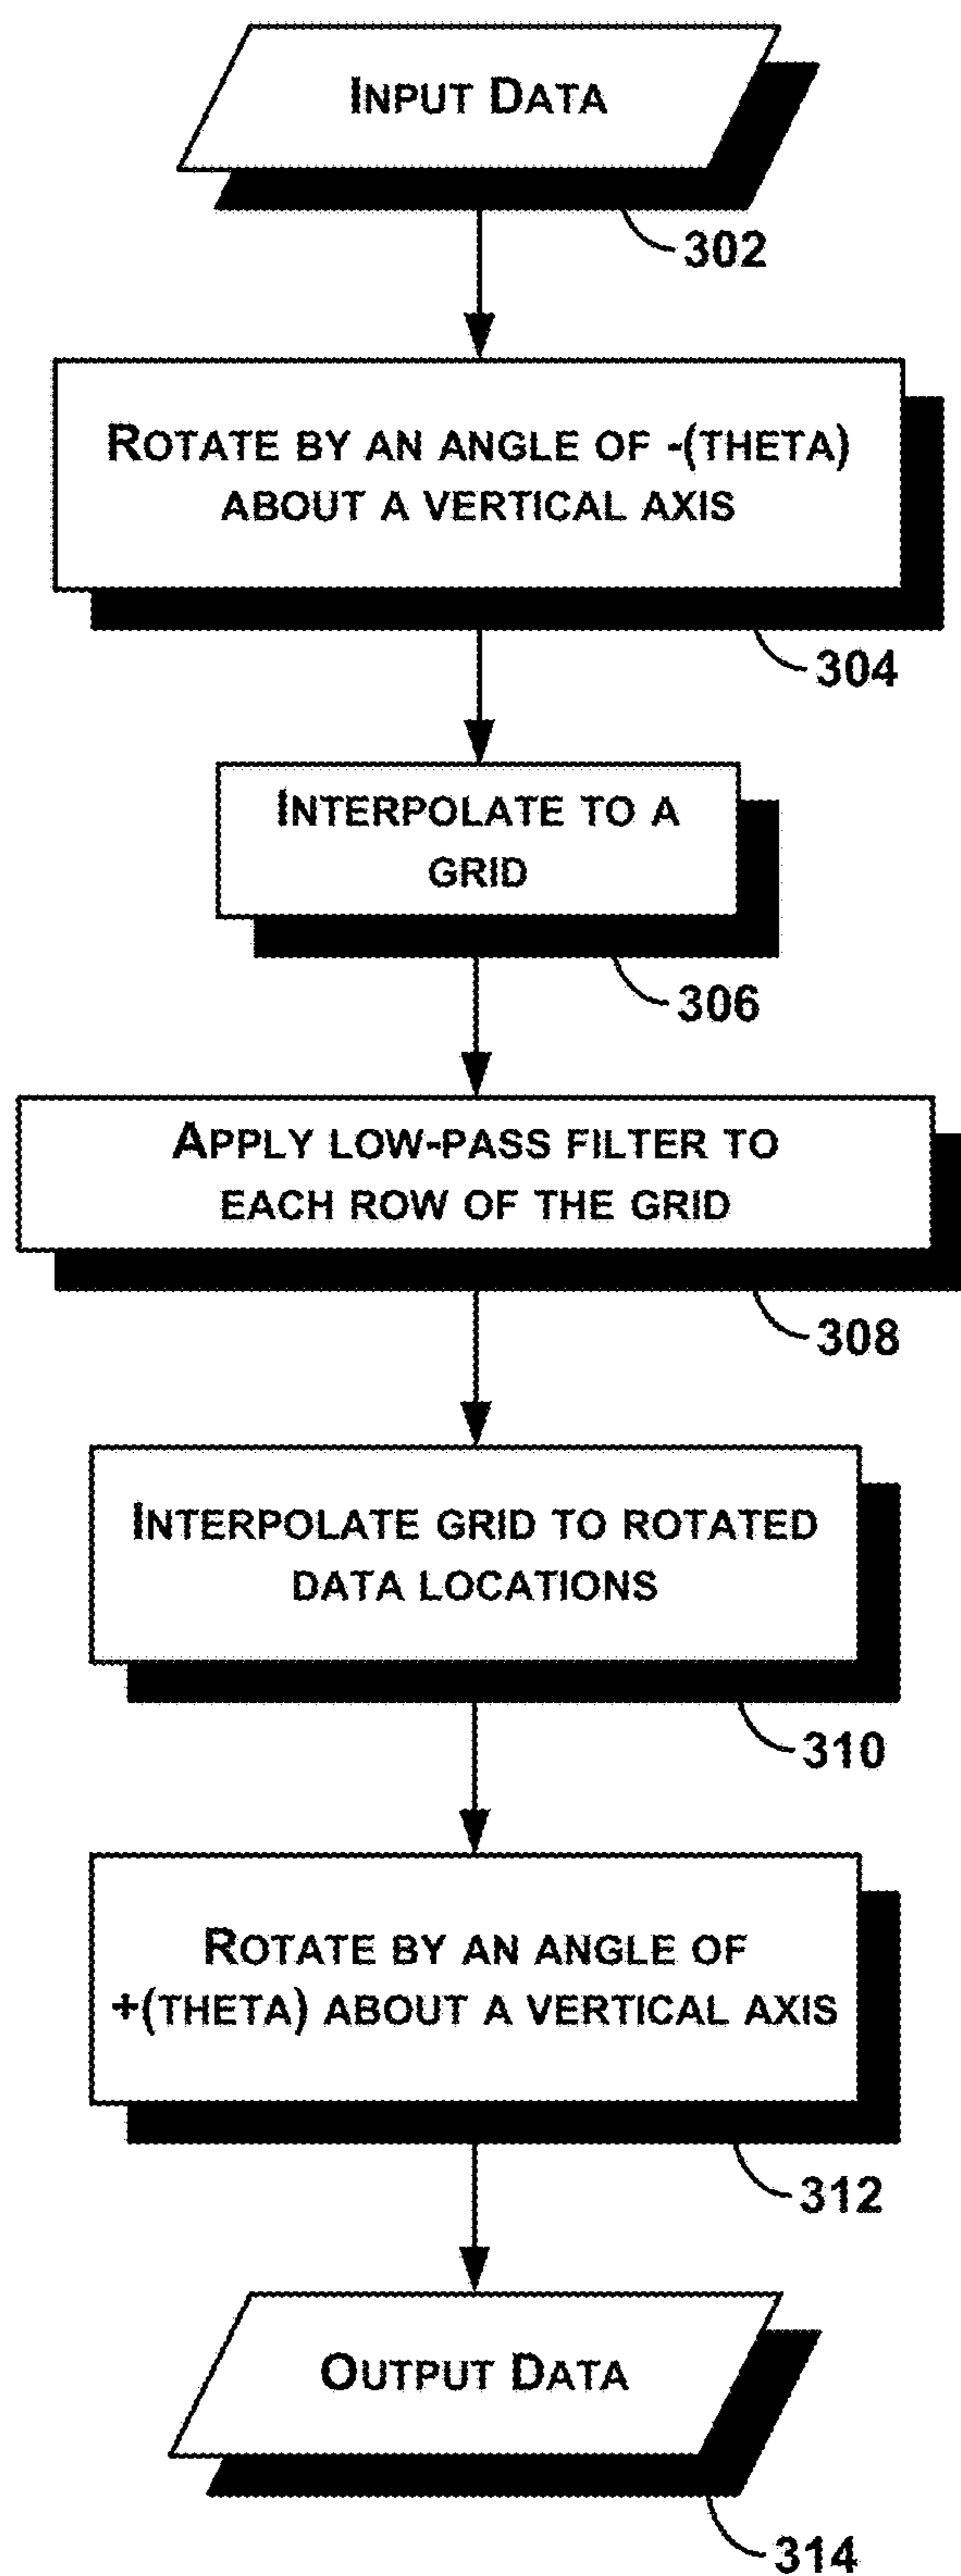 INPUT DATA
302
ROTATE BY AN ANGLE OF -(THETA)
ABOUT A VERTICAL AXIS
304
INTERPOLATE TO A
GRID
306
APPLY LOW-PASS FILTER TO
EACH ROW OF THE GRID
308
INTERPOLATE GRID TO ROTATED
DATA LOCATIONS
310
ROTATE BY AN ANGLE OF
+(THETA) ABOUT A VERTICAL AXIS
312
OUTPUT DATA
314